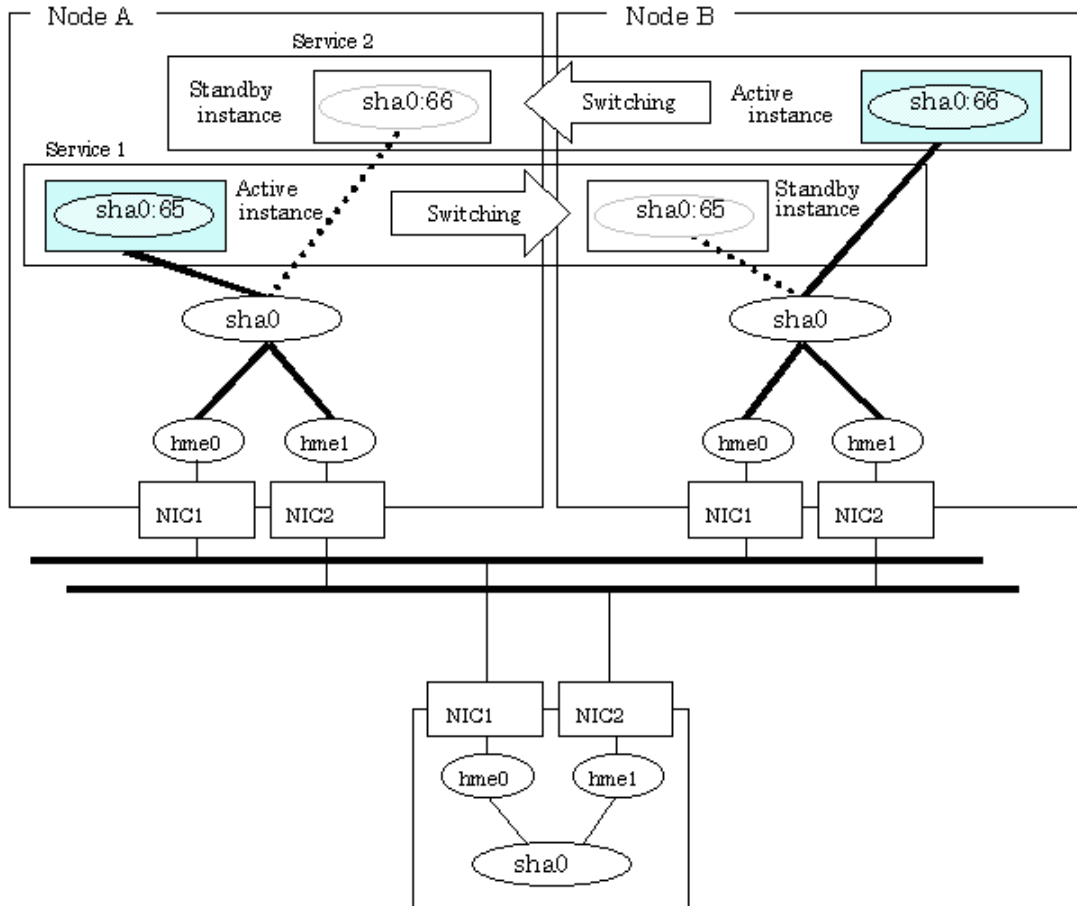 Node A
Node B
Service 2
Standby
instance
sha0:66
Switching
Active
instance
sha0:66
Service 1
sha0:65
Active
instance
Switching
sha0:65
Standby
instance
sha0
sha0
hme0
hme1
hme0
hme1
NIC1
NIC2
NIC1
NIC2
NIC1
NIC2
hme0
hme1
sha0